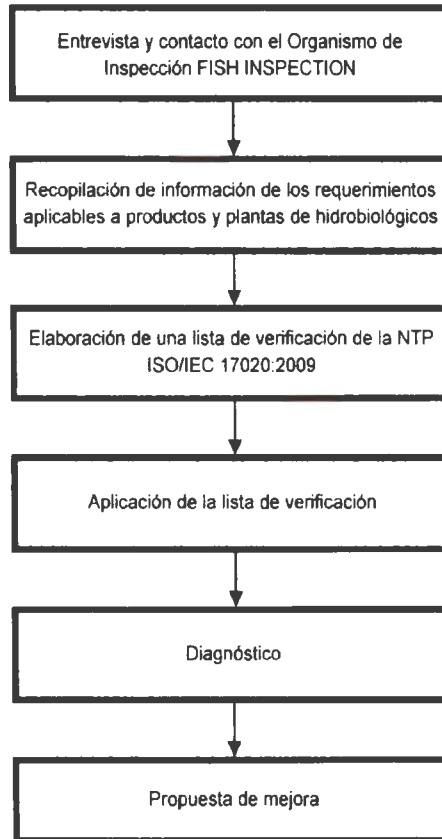 Entrevista y contacto con el Organismo de
Inspección FISH INSPECTION
Recopilación de información de los requerimientos
aplicables a productos y plantas de hidrobiológicos
Elaboración de una lista de verificación de la NTP
ISO/IEC 17020:2009
Aplicación de la lista de verificación
Diagnóstico
Propuesta de mejora